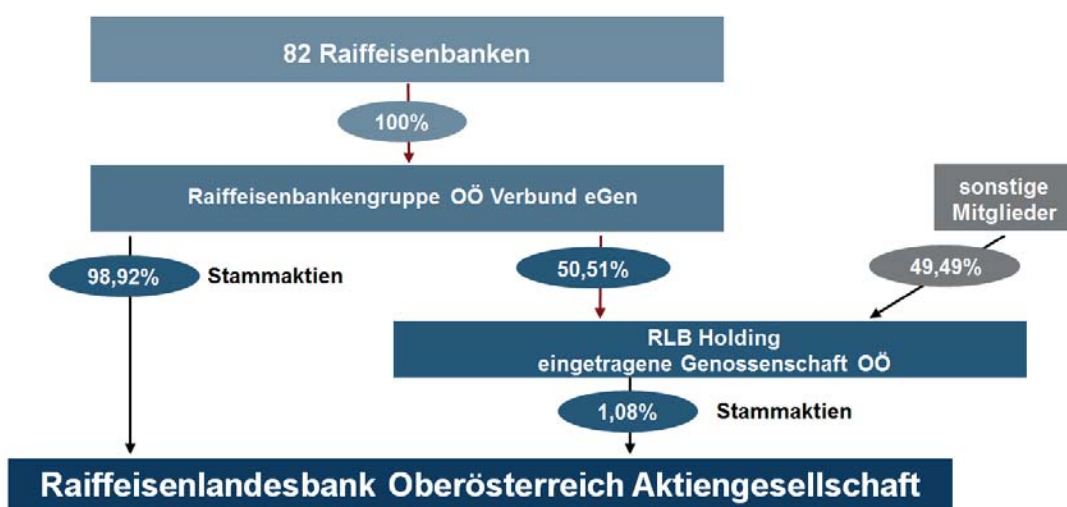 82 Raiffeisenbanken
100%
Raiffeisenbankengruppe OÖ Verbund eGen
sonstige
Mitglieder
98,92%
Stammaktien
50,51%
49,49%
RLB Holding
eingetragene Genossenschaft OÖ
1,08%
Stammaktien
Raiffeisenlandesbank Oberösterreich Aktiengesellschaft